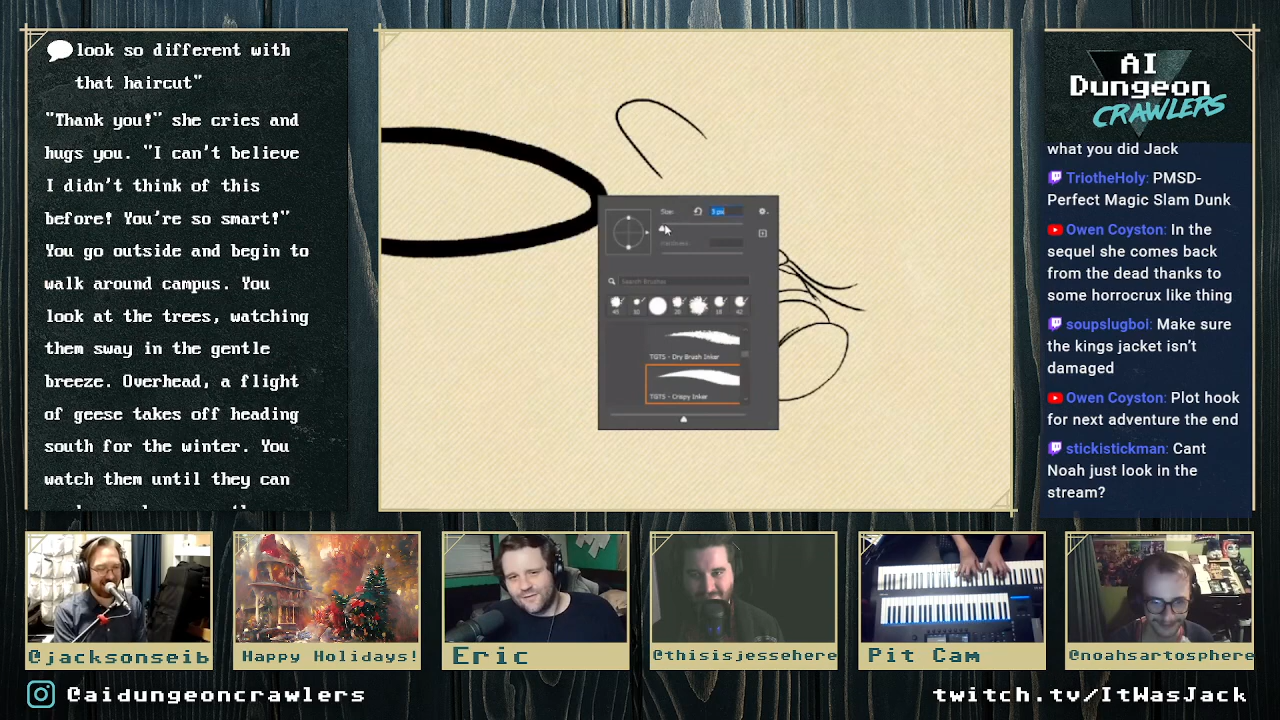 look so different with
that haircut"
"Thank you!" she cries and
hugs you. "I can't believe
I didn't think of this
before! You're so smart!"
You go outside and begin to
walk around campus. You
look at the trees, watching
them sway in the gentle
breeze. Overhead, a flight
of geese takes off heading
south for the winter. You
watch them until they can
Size:
Search Brushes
TGTS - Dry Brush Inker
TGTS - Crispy Inker
AI
Dungeon
CRAWLERS
what you did Jack
TriotheHoly: PMSD-
Perfect Magic Slam Dunk
Owen Coyston: In the
sequel she comes back
from the dead thanks to
some horrocrux like thing
soupslugboi: Make sure
the kings jacket isn't
damaged
Owen Coyston: Plot hook
for next adventure the end
stickistickman: Cant
Noah just look in the
stream?
@jacksonseib
Happy Holidays!
Eric
@thisisjessehere
Pit Cam
@noahsartosphere
@aidungeoncrawlers
twitch.tv/ItWasJack